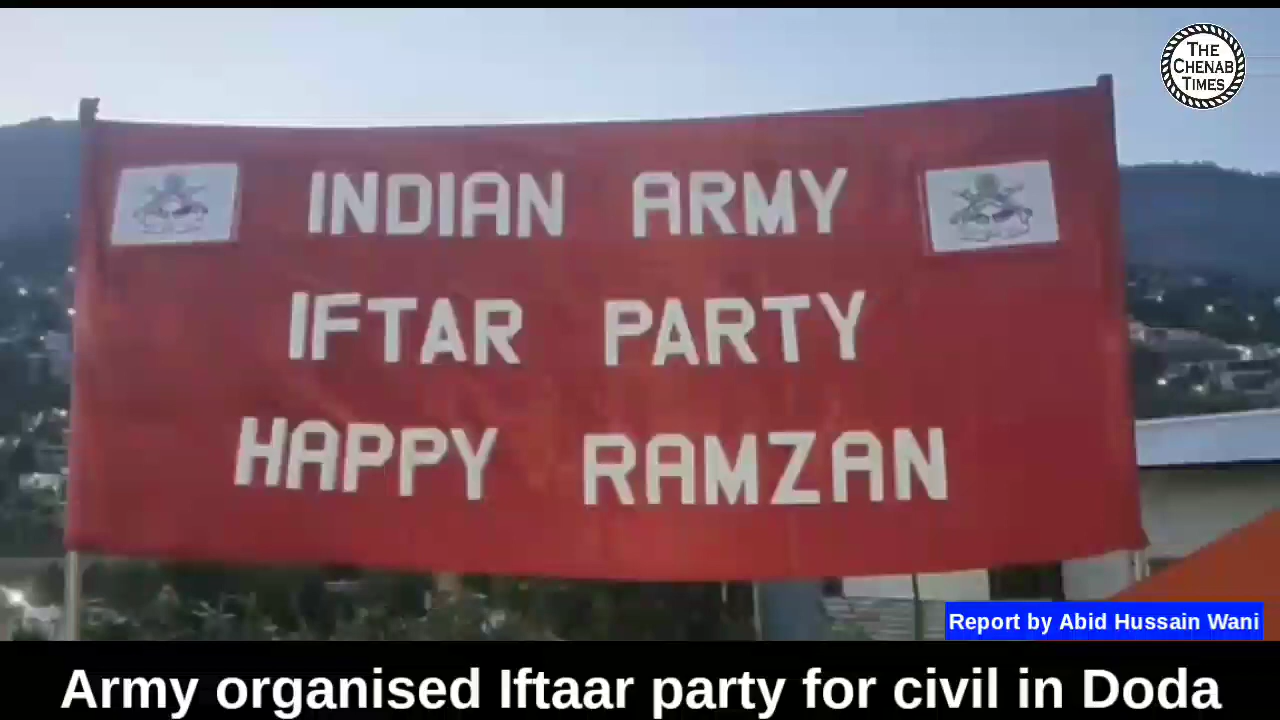 THE
CHENAB
TIMES
INDIAN ARMY
IFTAR PARTY
HAPPY RAMZAN
Report by Abid Hussain Wani
Army organised Iftaar party for civil in Doda